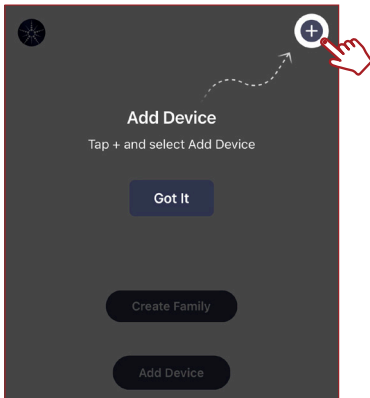 Add Device
Tap + and select Add Device
Got It
Create Family
Add Device